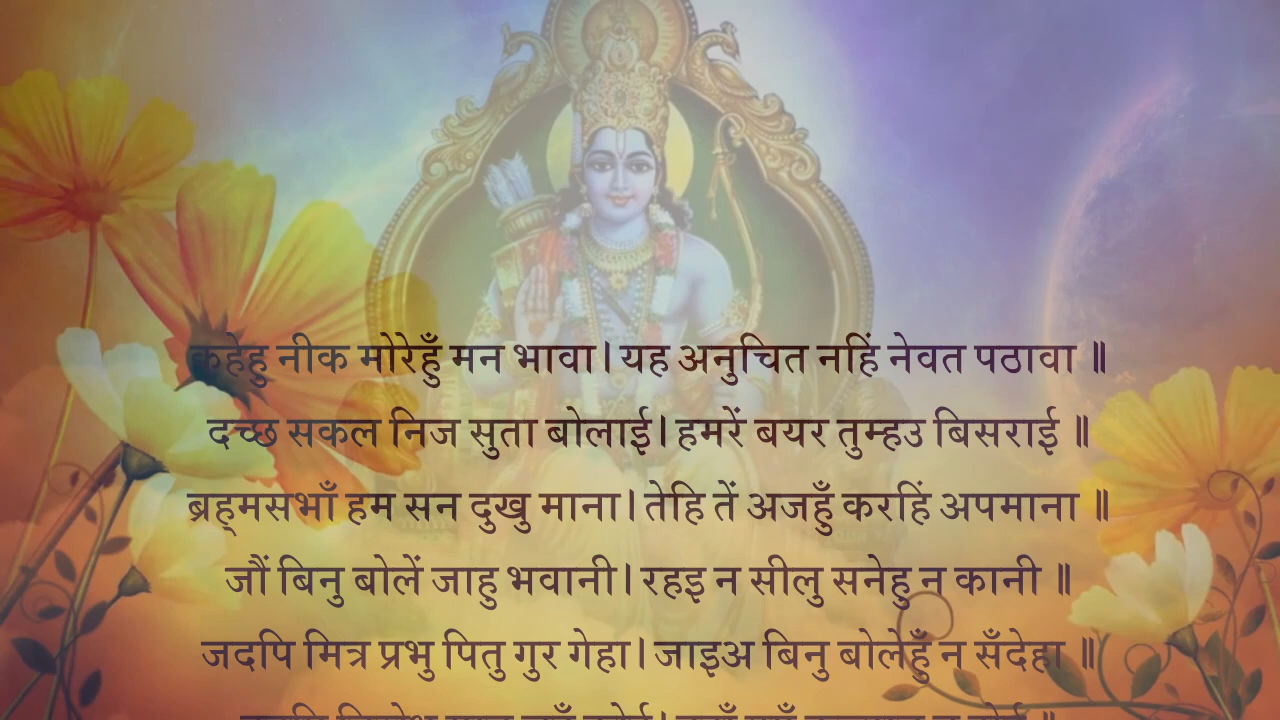 कहेहु नीक मोरेहुँ मन भावा। यह अनुचित नहिं नेवत पठावा ॥
दच्छ सकल निज सुता बोलाई। हमरें बयर तुम्हउ बिसराई ॥
ब्रह्मसभाँ हम सन दुखु माना। तेहि तें अजहुँ करहिं अपमाना ॥
जौं बिनु बोलें जाहु भवानी। रहइ न सीलु सनेहु न कानी ॥
जदपि मित्र प्रभु पितु गुर गेहा। जाइअ बिनु बोलेहुँ न सँदेहा ॥